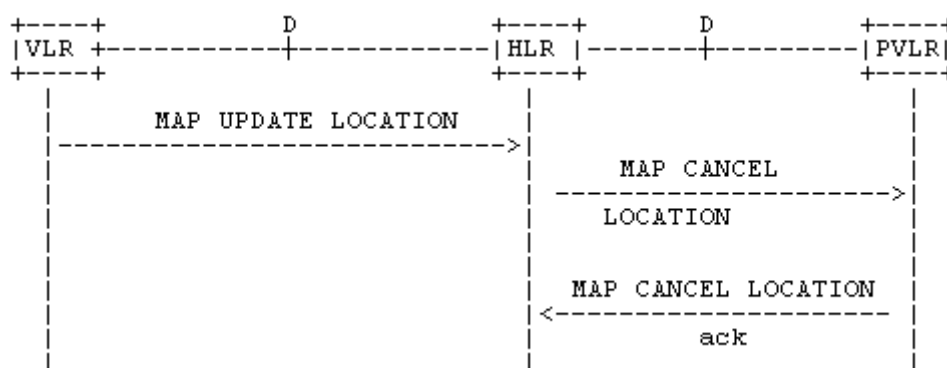 D D
VLR HLR PVLR
MAP UPDATE LOCATION
MAP CANCEL
LOCATION
MAP CANCEL LOCATION
ack